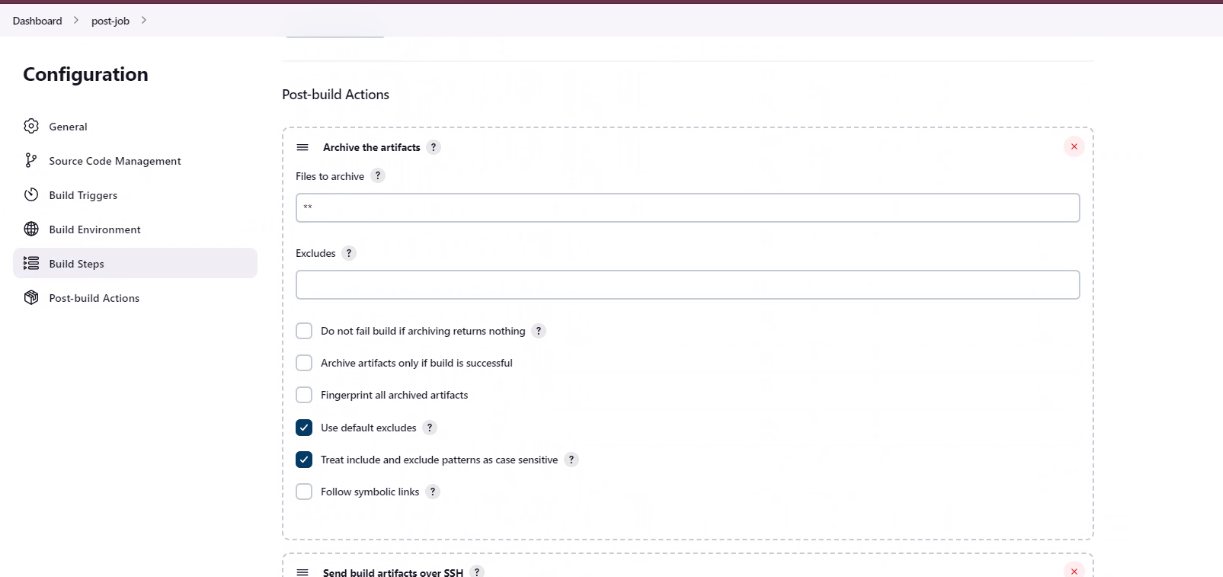 Dashboard > post-job >
Configuration
General
Source Code Management
Build Triggers
Build Environment
Build Steps
Post-build Actions
Post-build Actions
Archive the artifacts ?
Files to archive ?
**
Excludes ?
Do not fail build if archiving returns nothing ?
Archive artifacts only if build is successful
Fingerprint all archived artifacts
Use default excludes ?
Treat include and exclude patterns as case sensitive ?
Follow symbolic links ?
Send build artifacts over SSH ?